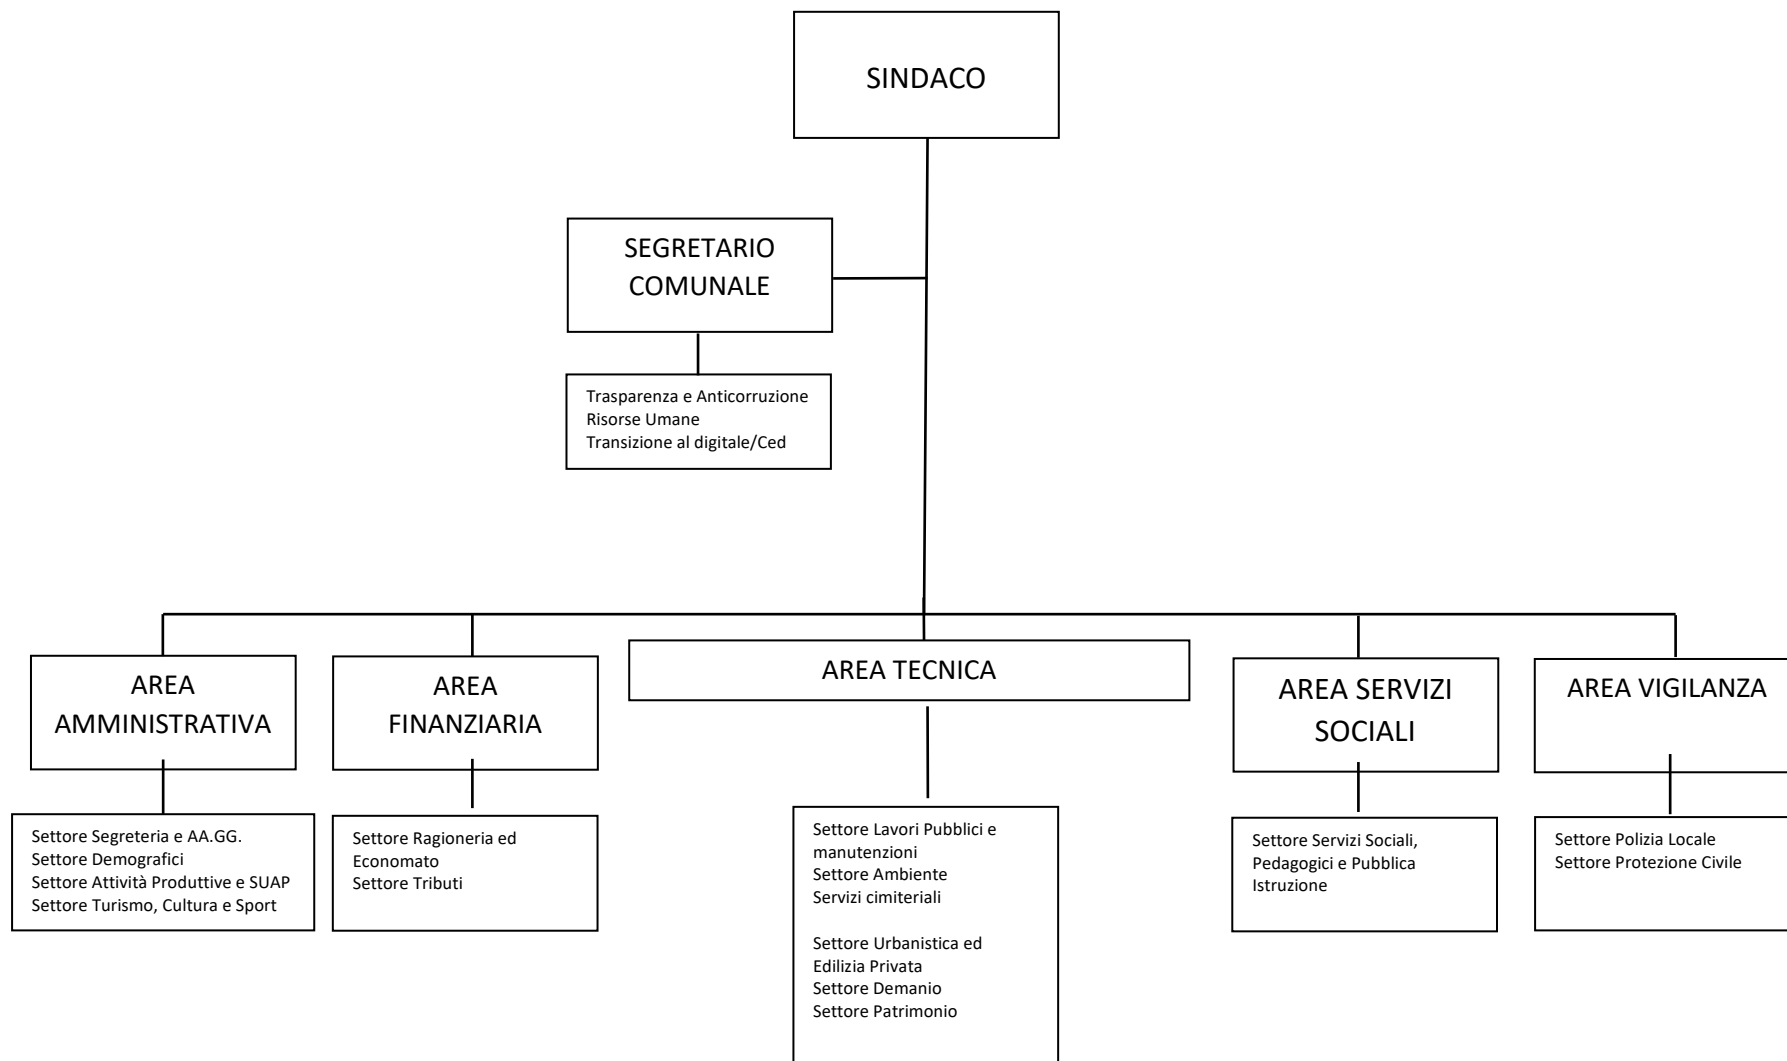 SINDACO
SEGRETARIO
COMUNALE
Trasparenza e Anticorruzione
Risorse Umane
Transizione al digitale/Ced
AREA
AMMINISTRATIVA
AREA
FINANZIARIA
AREA TECNICA
AREA SERVIZI
SOCIALI
AREA VIGILANZA
Settore Segreteria e AA.GG.
Settore Demografici
Settore Attività Produttive e SUAP
Settore Turismo, Cultura e Sport
Settore Ragioneria ed
Economato
Settore Tributi
Settore Lavori Pubblici e
manutenzioni
Settore Ambiente
Servizi cimiteriali
Settore Urbanistica ed
Edilizia Privata
Settore Demanio
Settore Patrimonio
Settore Servizi Sociali,
Pedagogici e Pubblica
Istruzione
Settore Polizia Locale
Settore Protezione Civile